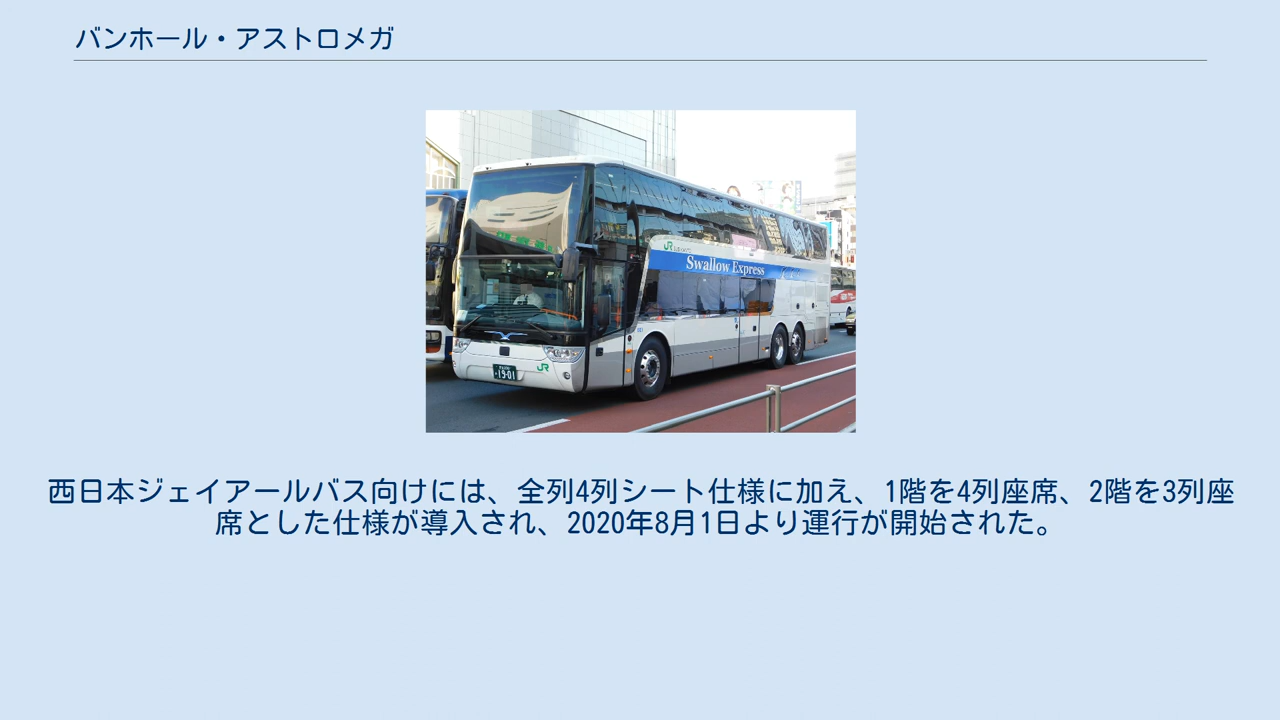 バンホール・アストロメガ
JR
Swallow Express
・19-01
JR
西日本ジェイアールバス向けには、全列4列シート仕様に加え、1階を4列座席、2階を3列座
席とした仕様が導入され、2020年8月1日より運行が開始された。